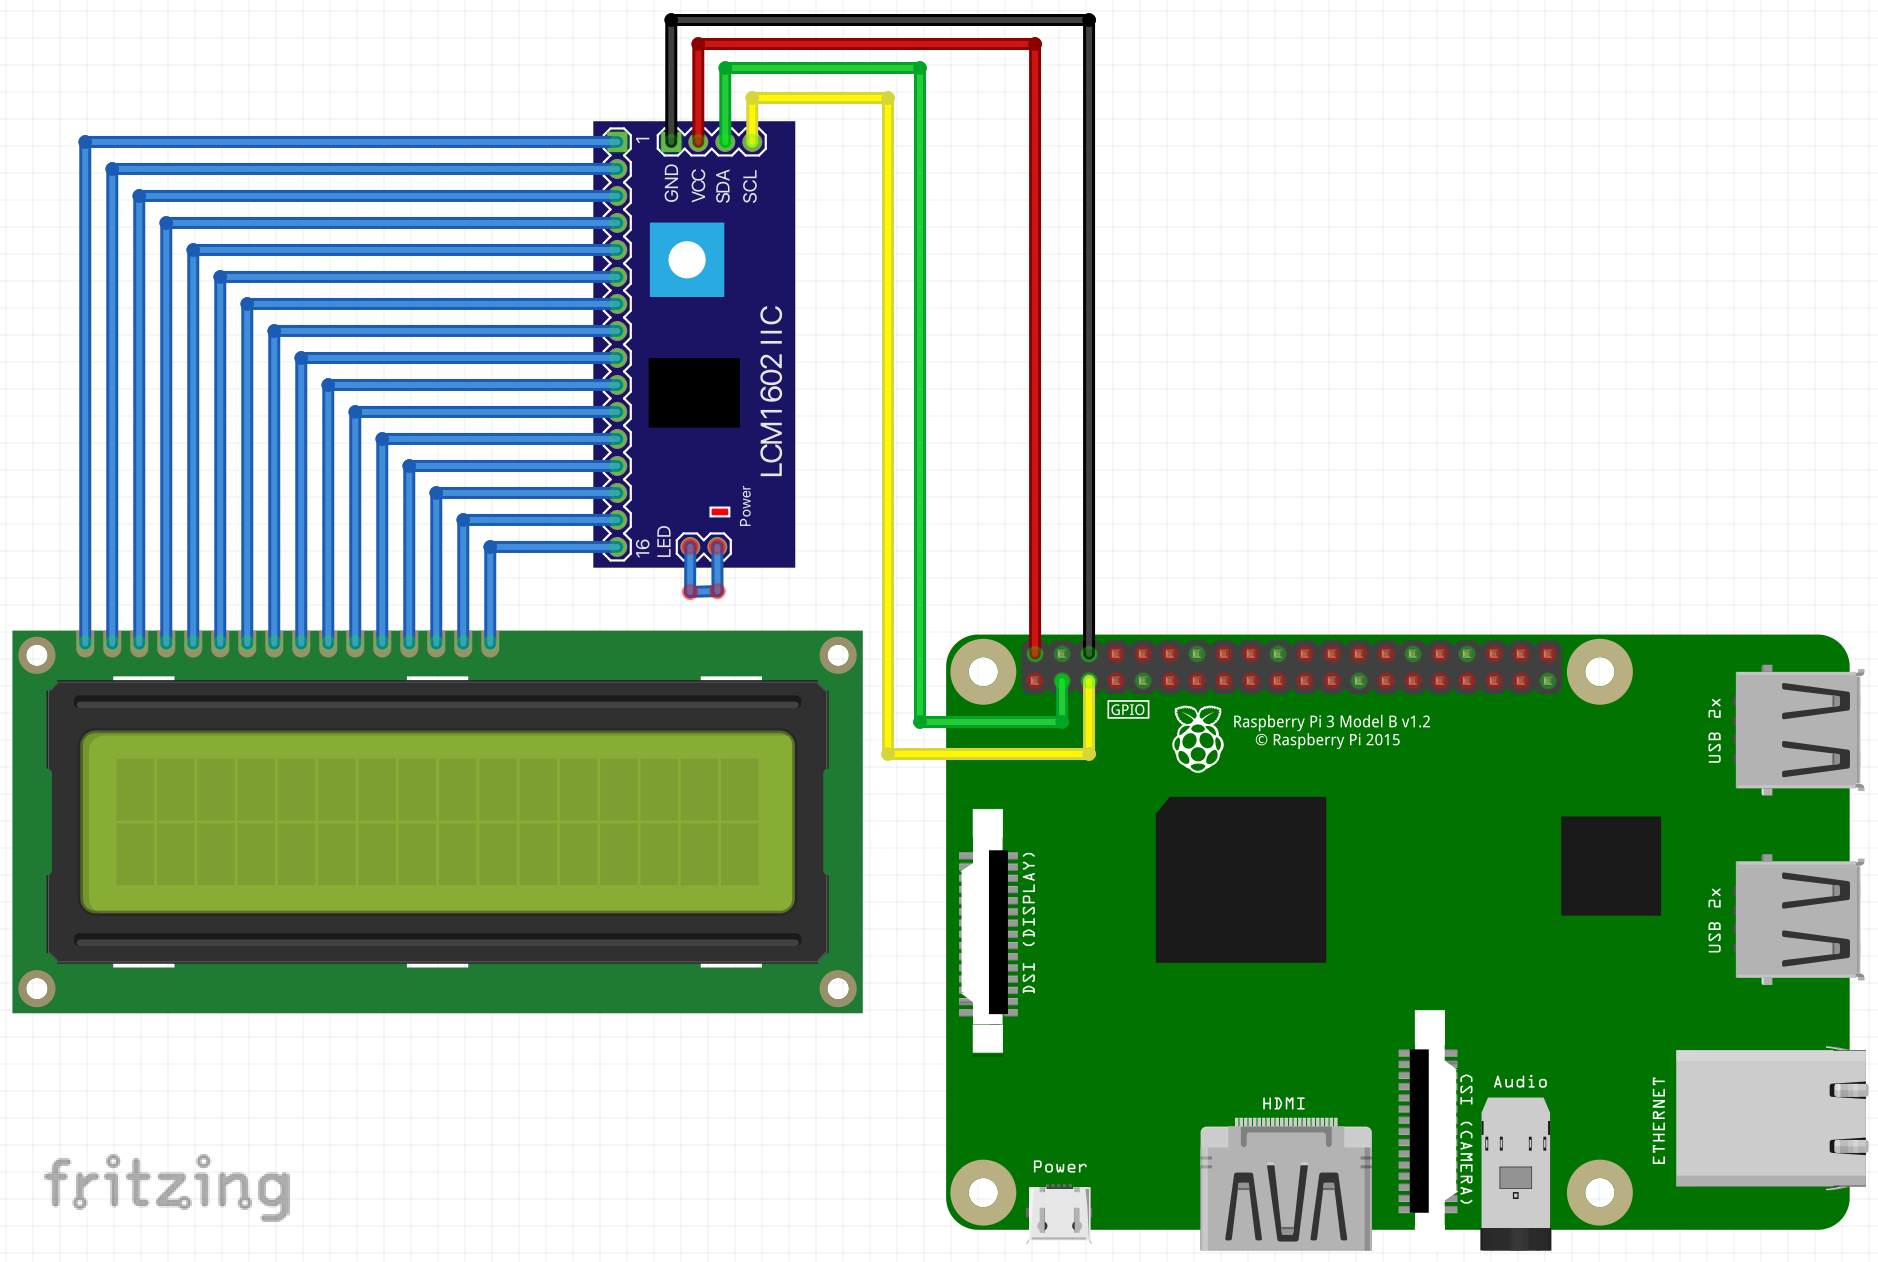 1
GND
VCC
SDA
SCL
LCM1602 IIC
Power
LED
16
GPIO
Raspberry Pi 3 Model B v1.2
© Raspberry Pi 2015
USB 2x
DSI (DISPLAY)
USB 2x
HDMI
CSI (CAMERA)
Audio
ETHERNET
Power
fritzing